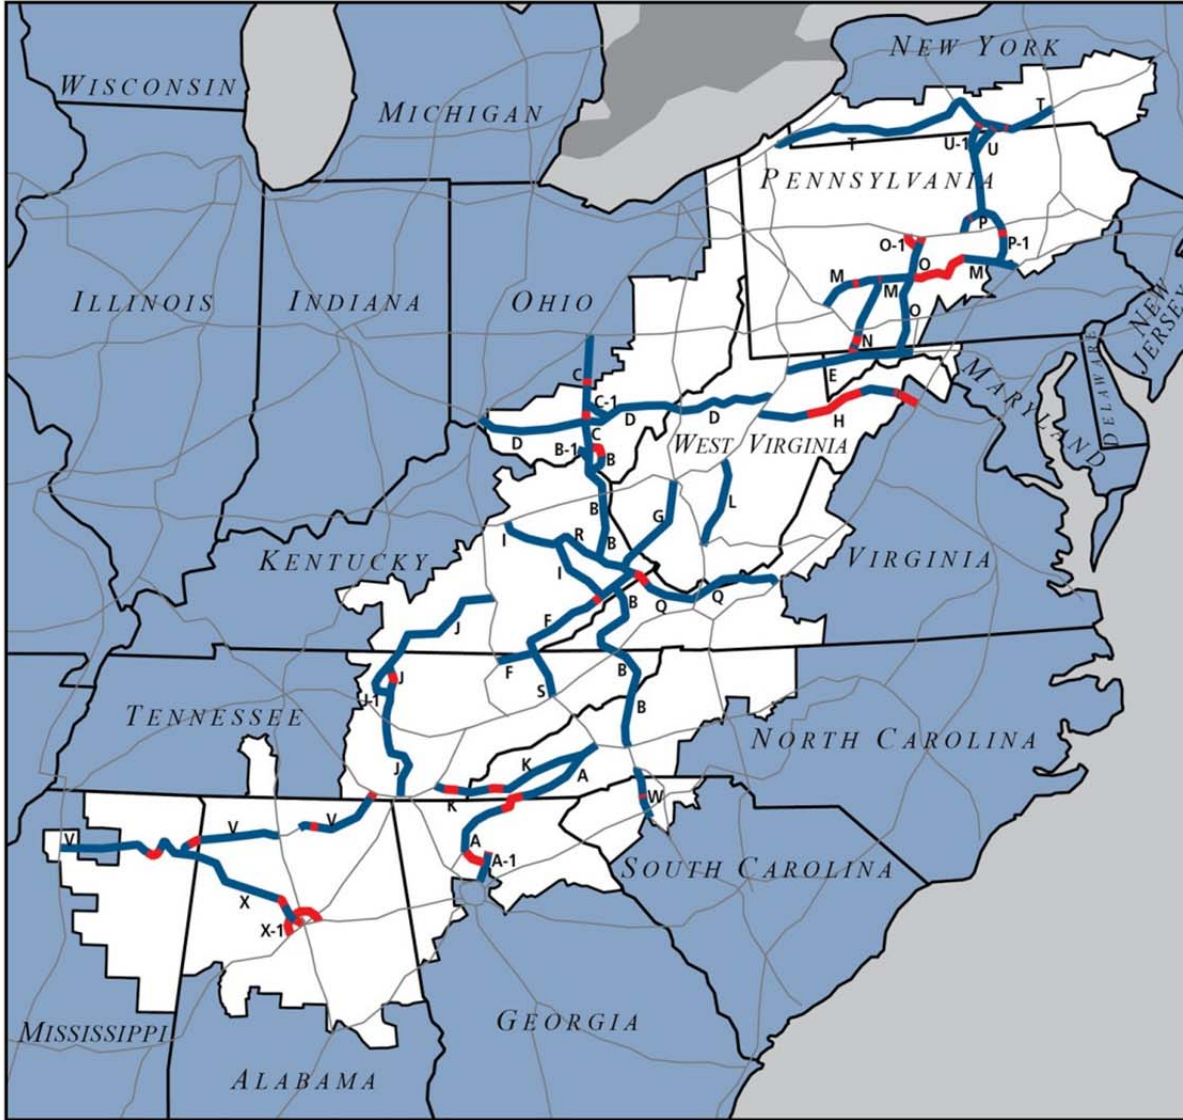 NEW YORK
WISCONSIN
MICHIGAN
T
T
U-1
U
PENNSYLVANIA
P
O-1
P-1
O
M
M
M
ILLINOIS
INDIANA
OHIO
O
NEW
JERSEY
N
E
C
MARYLAND
DELAWARE
C-1
D
D
H
D
C
B-1
B
WEST VIRGINIA
B
G
L
I
R
B
KENTUCKY
I
VIRGINIA
B
Q
Q
J
F
F
S
B
J
J-1
B
TENNESSEE
NORTH CAROLINA
J
K
A
K
W
V
V
V
A
A-1
SOUTH CAROLINA
X
X-1
MISSISSIPPI
GEORGIA
ALABAMA